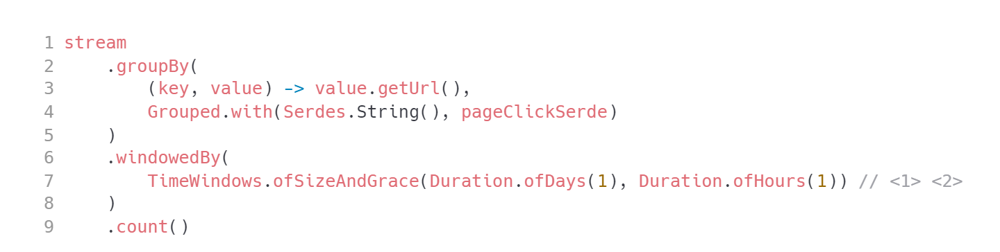 1 stream
2     .groupBy(
3         (key, value) -> value.getUrl(),
4         Grouped.with(Serdes.String(), pageClickSerde)
5     )
6     .windowedBy(
7         TimeWindows.ofSizeAndGrace(Duration.ofDays(1), Duration.ofHours(1)) // <1> <2>
8     )
9     .count()